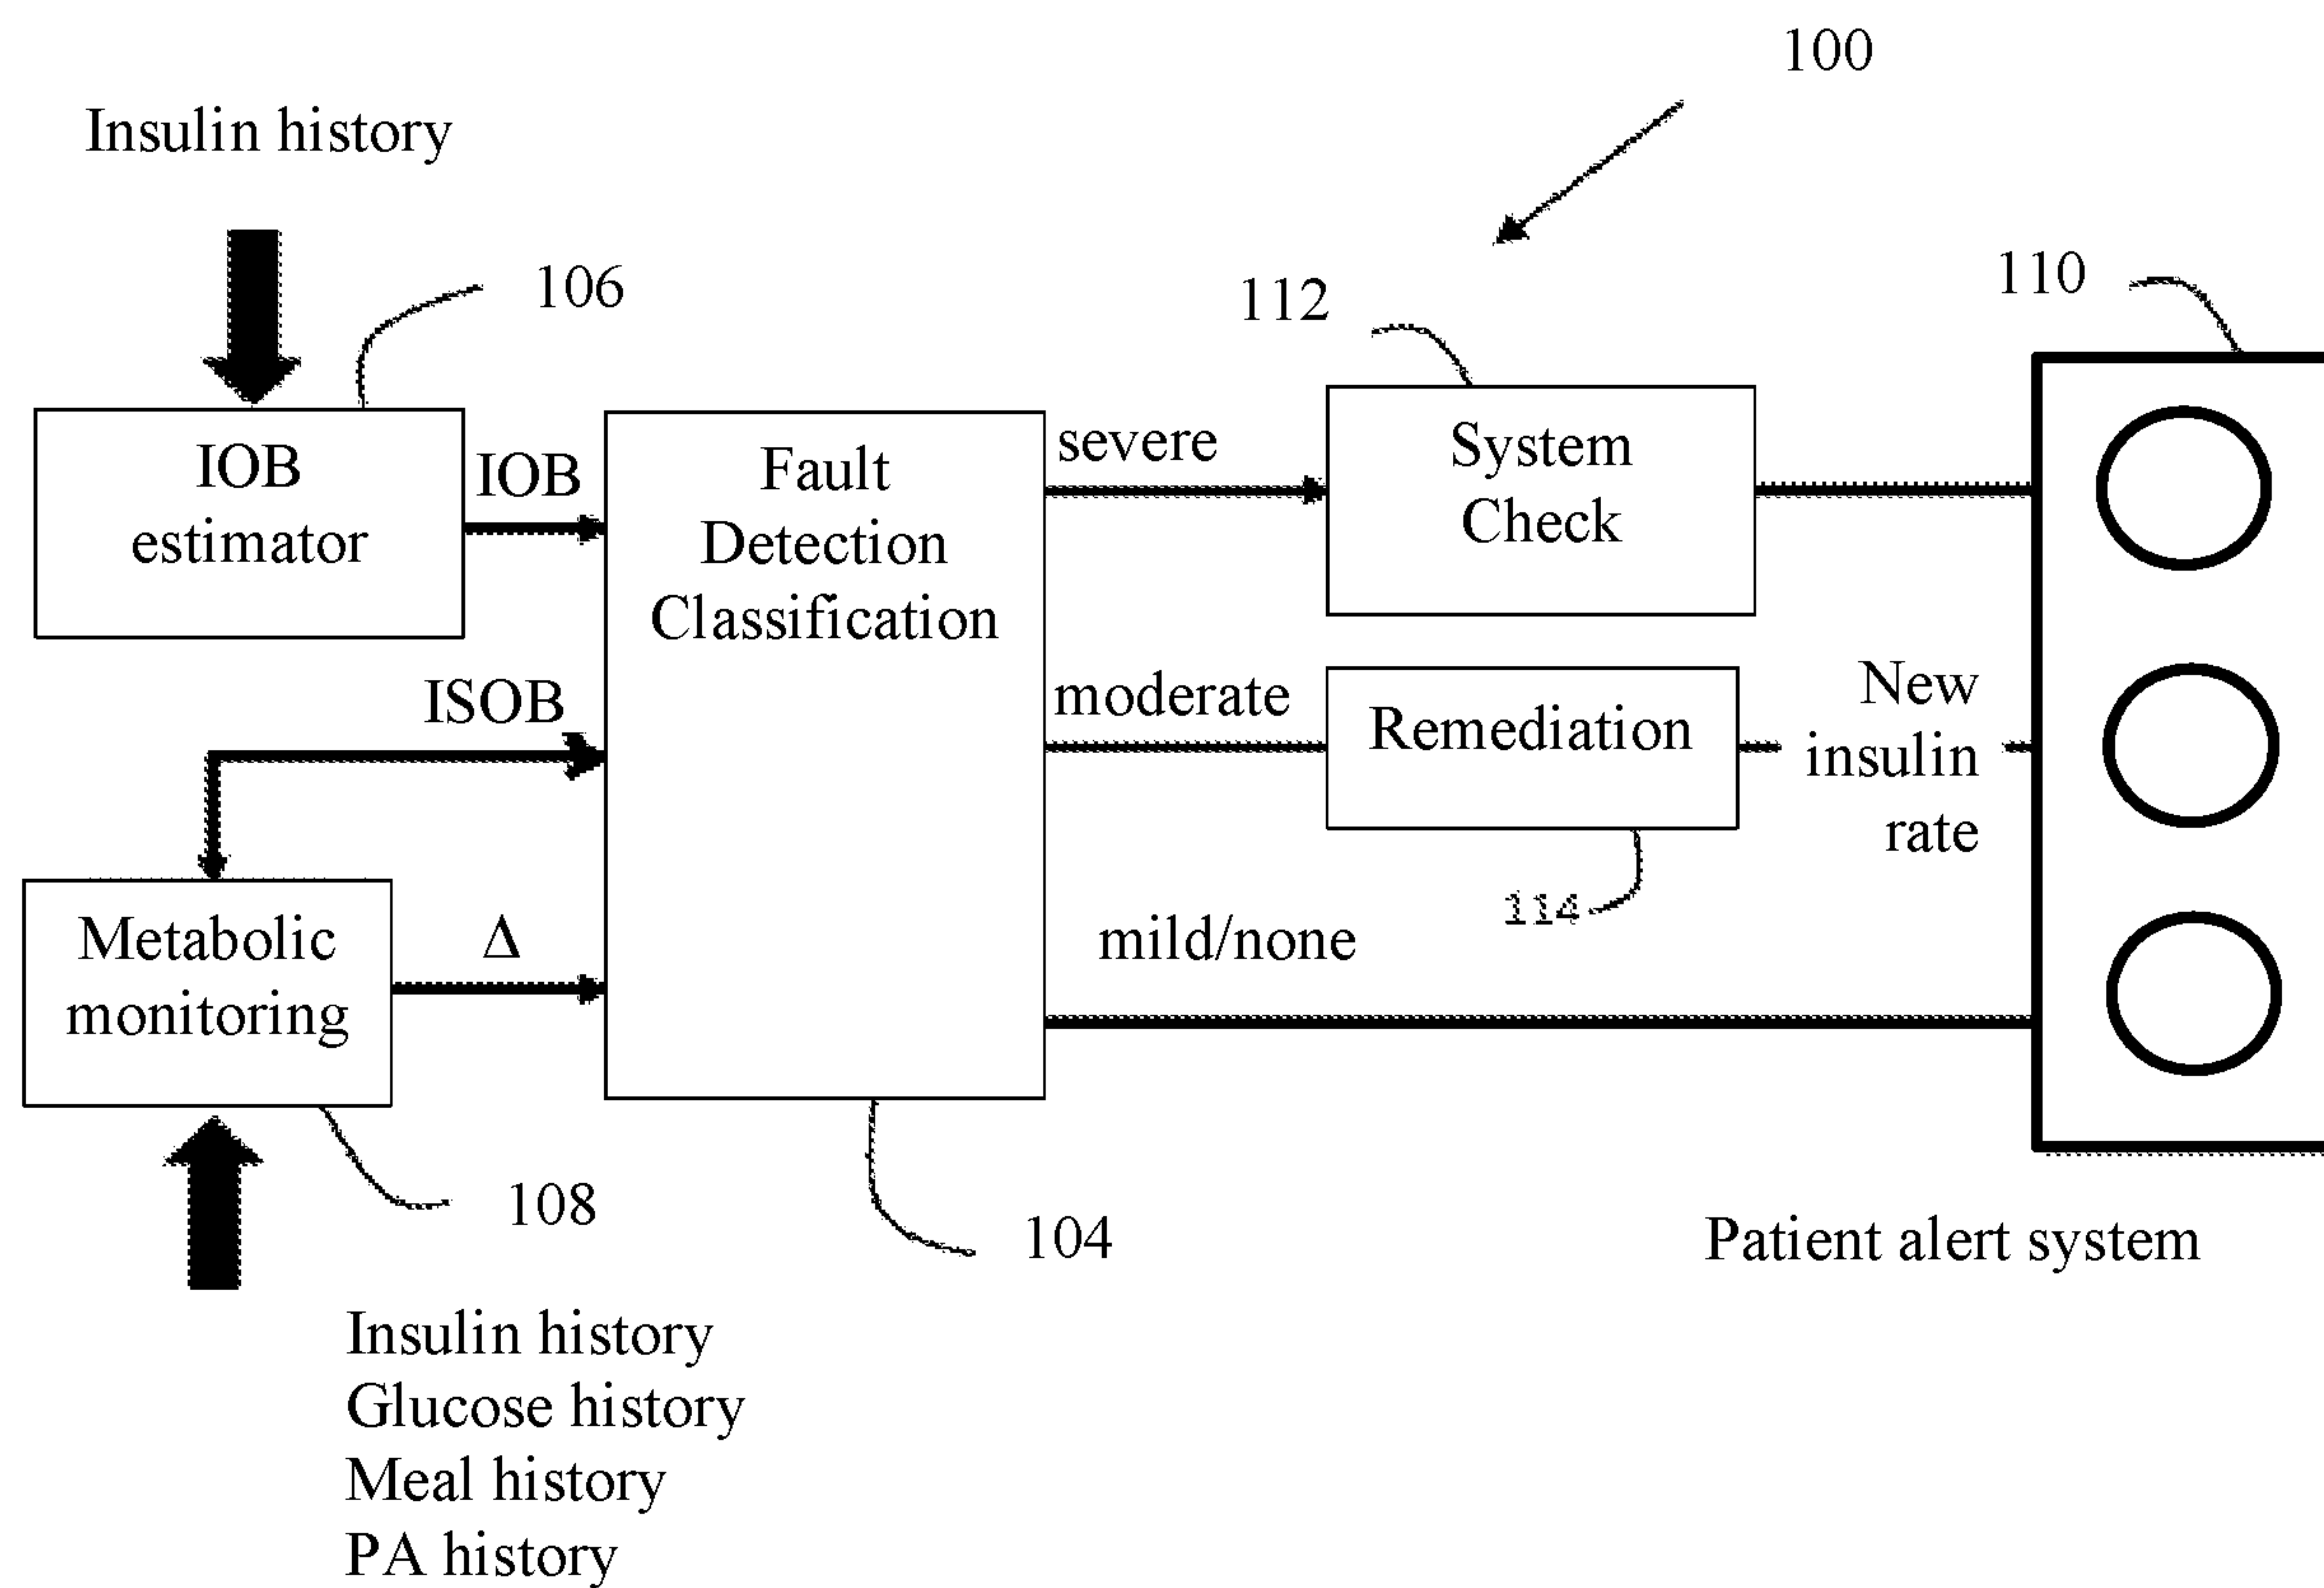 100
Insulin history
106
112
110
IOB
estimator
IOB
Fault
Detection
Classification
severe
System
Check
ISOB
moderate
Remediation
New
insulin
rate
114
Metabolic
monitoring
Δ
mild/none
108
104
Patient alert system
Insulin history
Glucose history
Meal history
PA history